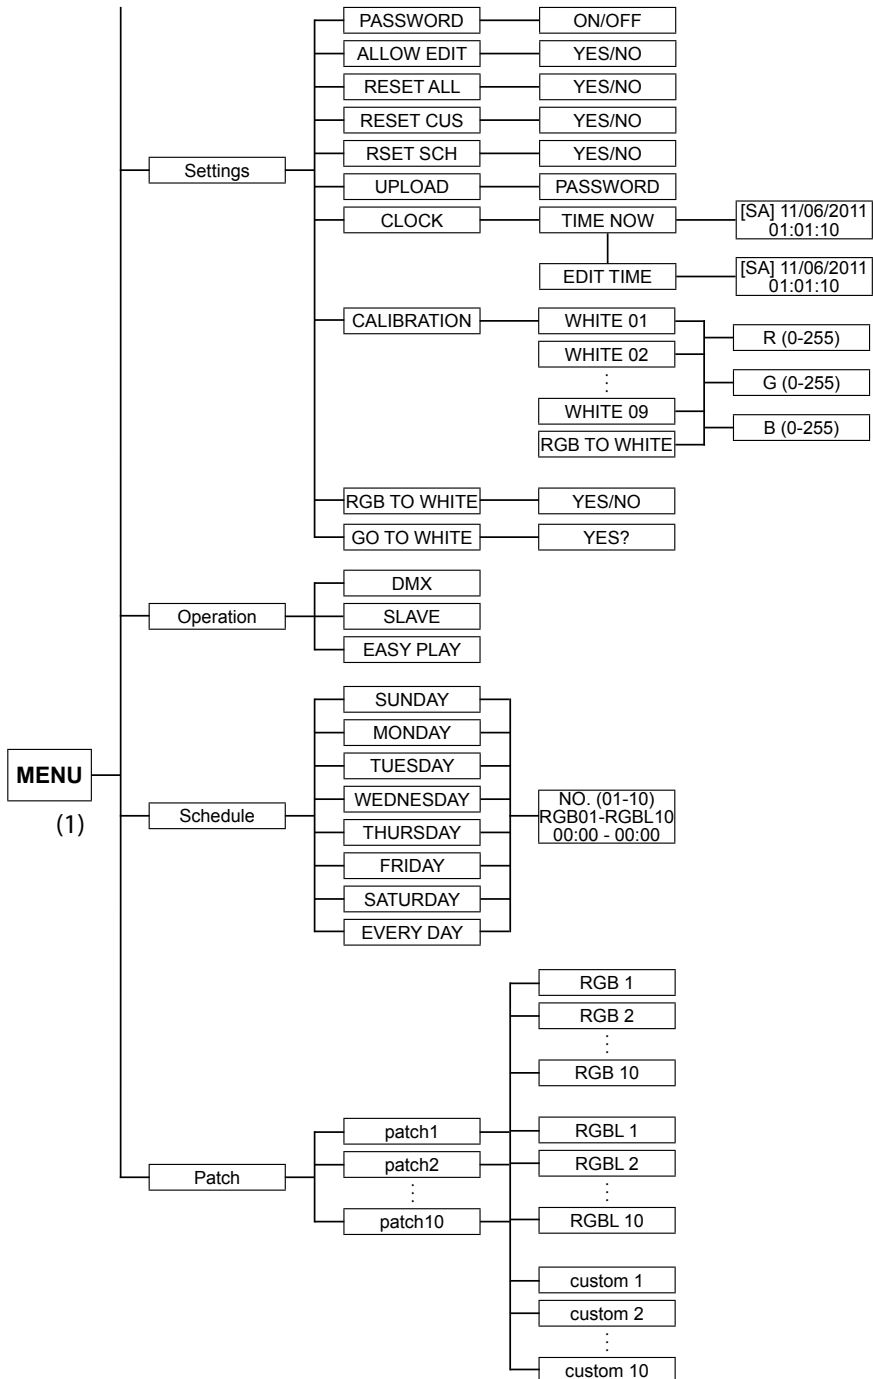 PASSWORD ON/OFF
ALLOW EDIT YES/NO
RESET ALL YES/NO
RESET CUS YES/NO
RSET SCH YES/NO
Settings UPLOAD PASSWORD
CLOCK TIME NOW [SA] 11/06/2011
01:01:10
EDIT TIME [SA] 11/06/2011
01:01:10
CALIBRATION WHITE 01
R (0-255)
WHITE 02
G (0-255)
WHITE 09
B (0-255)
RGB TO WHITE
RGB TO WHITE YES/NO
GO TO WHITE YES?
DMX
Operation SLAVE
EASY PLAY
SUNDAY
MONDAY
TUESDAY
MENU
(1)
WEDNESDAY
Schedule
THURSDAY
FRIDAY
SATURDAY
EVERY DAY
NO. (01-10)
RGB01-RGBL10
00:00 - 00:00
RGB 1
RGB 2
RGB 10
patch1 RGBL 1
Patch patch2 RGBL 2
patch10 RGBL 10
custom 1
custom 2
custom 10